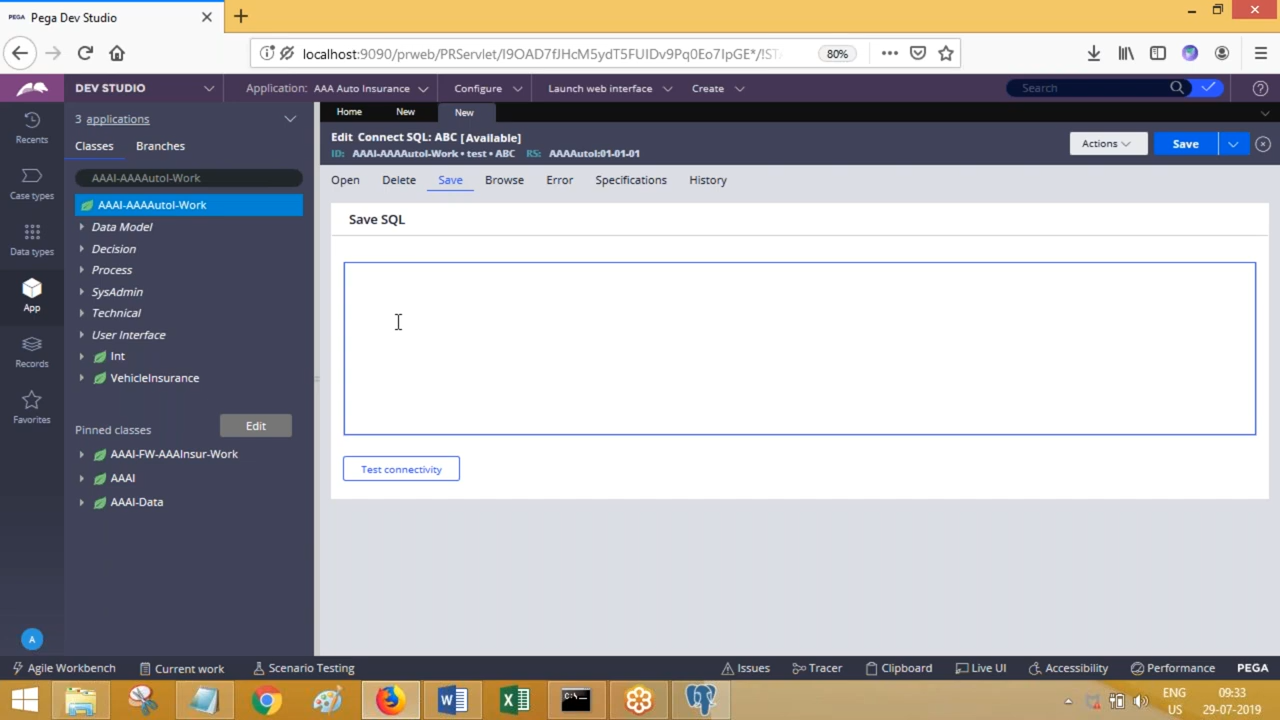 PEGA Pega Dev Studio
localhost:9090/prweb/PRServlet/
80%
DEV STUDIO
Application: AAA Auto Insurance
Configure
Launch web interface
Create
Search
3 applications
Home
New
New
Recents
Case types
Data types
App
Records
Favorites
A
Classes
Branches
AAAI-AAAAutoI-Work
AAAI-AAAAutoI-Work
Data Model
Decision
Process
SysAdmin
Technical
User Interface
Int
VehicleInsurance
Pinned classes
Edit
AAAI-FW-AAAInsur-Work
AAAI
AAAI-Data
Edit Connect SQL: ABC [Available]
ID: AAAI-AAAAutoI-Work • test • ABC RS: AAAAutoI:01-01-01
Actions
Save
Open
Delete
Save
Browse
Error
Specifications
History
Save SQL
Test connectivity
Agile Workbench
Current work
Scenario Testing
Issues
Tracer
Clipboard
Live UI
Accessibility
Performance
PEGA
ENG
US
09:33
29-07-2019